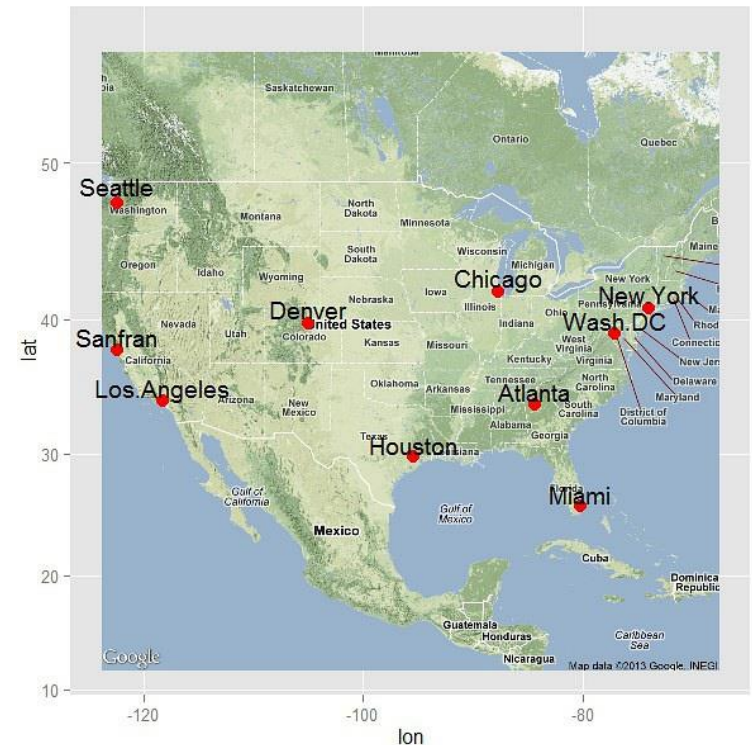 Manitoba
Saskatchewan
Ontario
Quebec
50
Seattle
Washington
North
Dakota
Montana
Minnesota
Maine
South
Dakota
Wisconsin
Michigan
Oregon
Idaho
Wyoming
New York
Chicago
Iowa
Illinois
Nebraska
Pennsylvania
New York
Denver
United States
Ohio
Indiana
Wash.DC
40
lat
Nevada
Utah
Colorado
Kansas
Missouri
West
Virginia
Virginia
Kentucky
Rhod
Connectic
New Jer
Sanfran
California
Los.Angeles
Arizona
New
Mexico
Oklahoma
Arkansas
Tennessee
North
Carolina
Atlanta
South
Carolina
Mississippi
Alabama
Georgia
Delaware
Maryland
District of
Columbia
Texas
Houston
Louisiana
30
Florida
Miami
Gulf of
California
Gulf of
Mexico
Mexico
Cuba
20
Dominica
Republic
Guatemala
Honduras
Caribbean
Sea
Nicaragua
Google
Map data ©2013 Google, INEGI
10
-120
-100
-80
lon